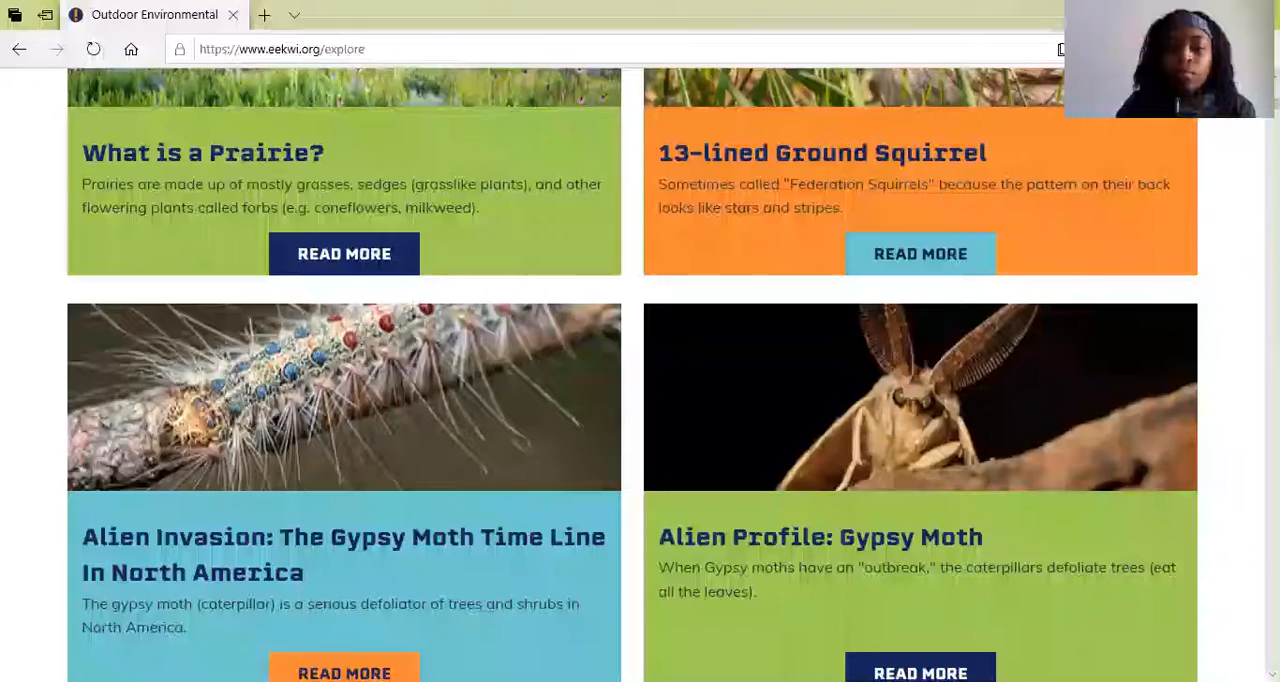 Outdoor Environmental
https://www.eekwi.org/explore
What is a Prairie?
Prairies are made up of mostly grasses, sedges (grasslike plants), and other
flowering plants called forbs (e.g. coneflowers, milkweed).
READ MORE
13-lined Ground Squirrel
Sometimes called "Federation Squirrels" because the pattern on their back
looks like stars and stripes.
READ MORE
Alien Invasion: The Gypsy Moth Time Line
In North America
The gypsy moth (caterpillar) is a serious defoliator of trees and shrubs in
North America.
READ MORE
Alien Profile: Gypsy Moth
When Gypsy moths have an "outbreak," the caterpillars defoliate trees (eat
all the leaves).
READ MORE